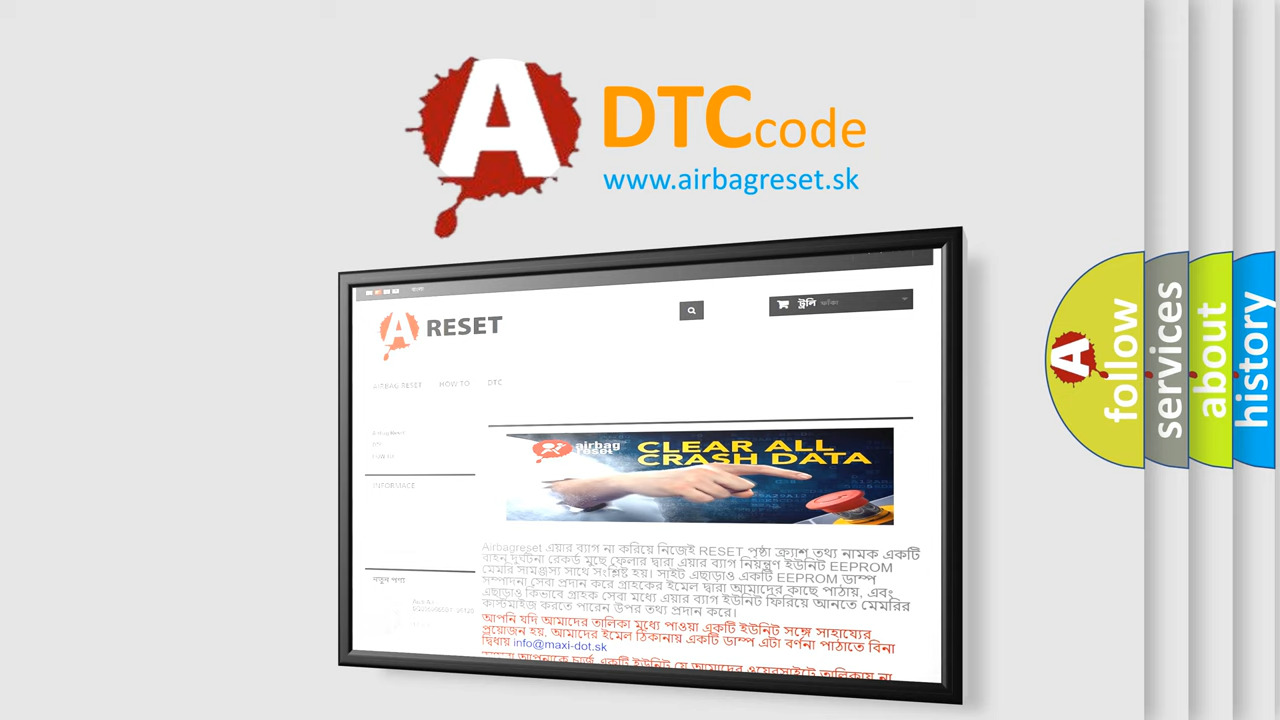 A
DTC code
www.airbagreset.sk
বাংলা
A RESET
ট্রলি ফাঁকা
AIRBAG RESET HOW TO DTC
INFORMACE
airbag reset
CLEAR ALL
CRASH DATA
Airbagreset এয়ার ব্যাগ না করিয়ে নিজেই RESET পৃষ্ঠা ক্র্যাশ তথ্য নামক একটি
বাহন দুর্ঘটনা রেকর্ড মুছে ফেলার দ্বারা এয়ার ব্যাগ নিয়ন্ত্রণ ইউনিট EEPROM
মেমরি সামঞ্জস্য সাথে সংশ্লিষ্ট হয়। সাইট এছাড়াও একটি EEPROM ডাম্প
সম্পাদনা সেবা প্রদান করে গ্রাহকের ইমেল দ্বারা আমাদের কাছে পাঠায়, এবং
এছাড়াও কিভাবে গ্রাহক সেবা মধ্যে এয়ার ব্যাগ ইউনিট ফিরিয়ে আনতে মেমরির
কাস্টমাইজ করতে পারেন উপর তথ্য প্রদান করে।
আপনি যদি আমাদের তালিকা মধ্যে পাওয়া একটি ইউনিট সঙ্গে সাহায্যের
প্রয়োজন হয়, আমাদের ইমেল ঠিকানায় একটি ডাম্প এটা বর্ণনা পাঠাতে বিনা
দ্বিধায় info@maxi-dot.sk
নতুন পণ্য
follow
services
about
history